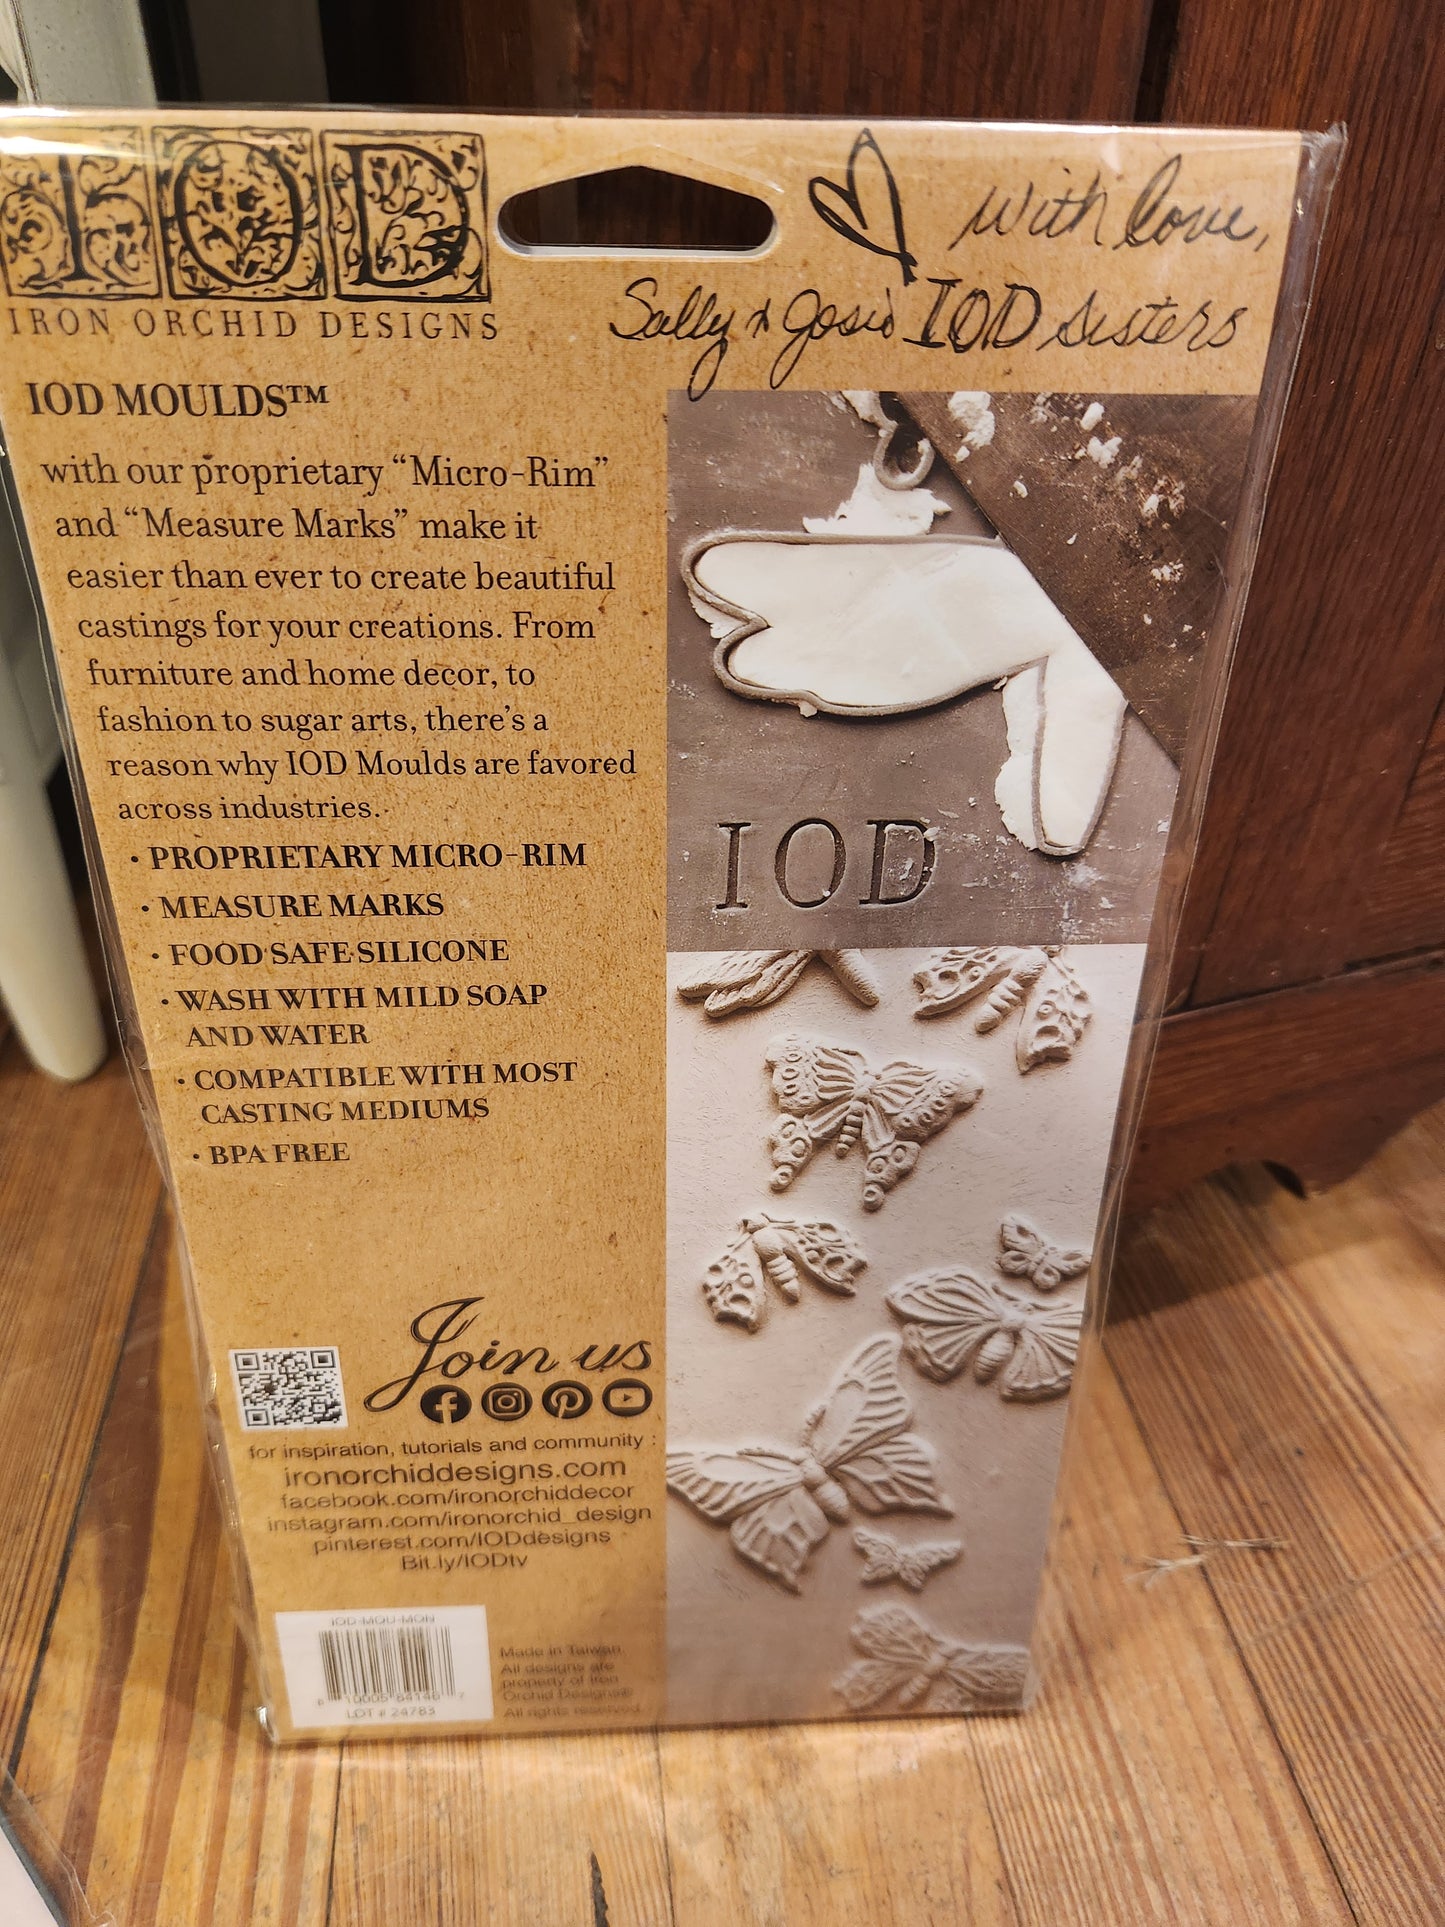 IOD
IRON ORCHID DESIGNS
with love,
Sally & Josie IOD Sisters
IOD MOULDS™
with our proprietary “Micro-Rim”
and “Measure Marks” make it
easier than ever to create beautiful
castings for your creations. From
furniture and home decor, to
fashion to sugar arts, there’s a
reason why IOD Moulds are favored
across industries.
· PROPRIETARY MICRO-RIM
· MEASURE MARKS
· FOOD SAFE SILICONE
· WASH WITH MILD SOAP
AND WATER
· COMPATIBLE WITH MOST
CASTING MEDIUMS
· BPA FREE
IOD
Join us
for inspiration, tutorials and community :
ironorchiddesigns.com
facebook.com/ironorchiddecor
instagram.com/ironorchid_design
pinterest.com/IODdesigns
Bit.ly/IODtv
IOD-MOU-MON
LOT # 24783
Made in Taiwan.
All designs are
property of Iron
Orchid Designs®
All rights reserved.